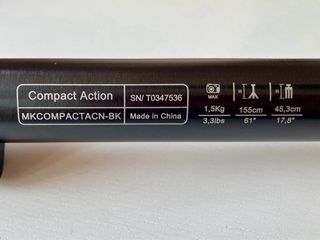 Compact Action
SN/ T0347536
MKCOMPACTACN-BK
Made in China
MAX
1,5Kg
3,3lbs
155cm
61"
45,3cm
17,8"